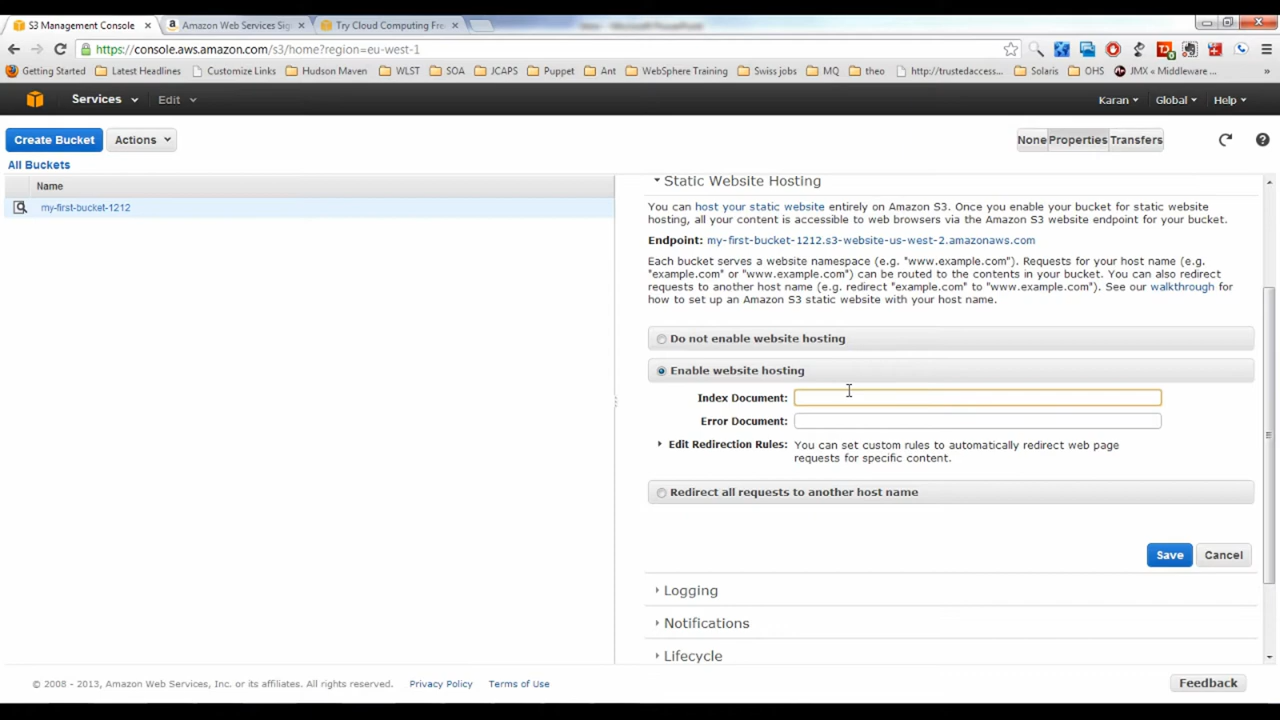 S3 Management Console
Amazon Web Services Sig
Try Cloud Computing Fre
https://console.aws.amazon.com/s3/home?region=eu-west-1
Getting Started Latest Headlines Customize Links Hudson Maven WLST SOA JCAPS Puppet Ant WebSphere Training Swiss jobs MQ theo http://trustedaccess... Solaris OHS JMX « Middleware ... »
Services Edit Karan Global Help
Create Bucket Actions None Properties Transfers
All Buckets
Name
my-first-bucket-1212
Static Website Hosting
You can host your static website entirely on Amazon S3. Once you enable your bucket for static website
hosting, all your content is accessible to web browsers via the Amazon S3 website endpoint for your bucket.
Endpoint: my-first-bucket-1212.s3-website-us-west-2.amazonaws.com
Each bucket serves a website namespace (e.g. "www.example.com"). Requests for your host name (e.g.
"example.com" or "www.example.com") can be routed to the contents in your bucket. You can also redirect
requests to another host name (e.g. redirect "example.com" to "www.example.com"). See our walkthrough for
how to set up an Amazon S3 static website with your host name.
Do not enable website hosting
Enable website hosting
Index Document:
Error Document:
Edit Redirection Rules: You can set custom rules to automatically redirect web page
requests for specific content.
Redirect all requests to another host name
Save Cancel
Logging
Notifications
Lifecycle
© 2008 - 2013, Amazon Web Services, Inc. or its affiliates. All rights reserved. Privacy Policy Terms of Use Feedback